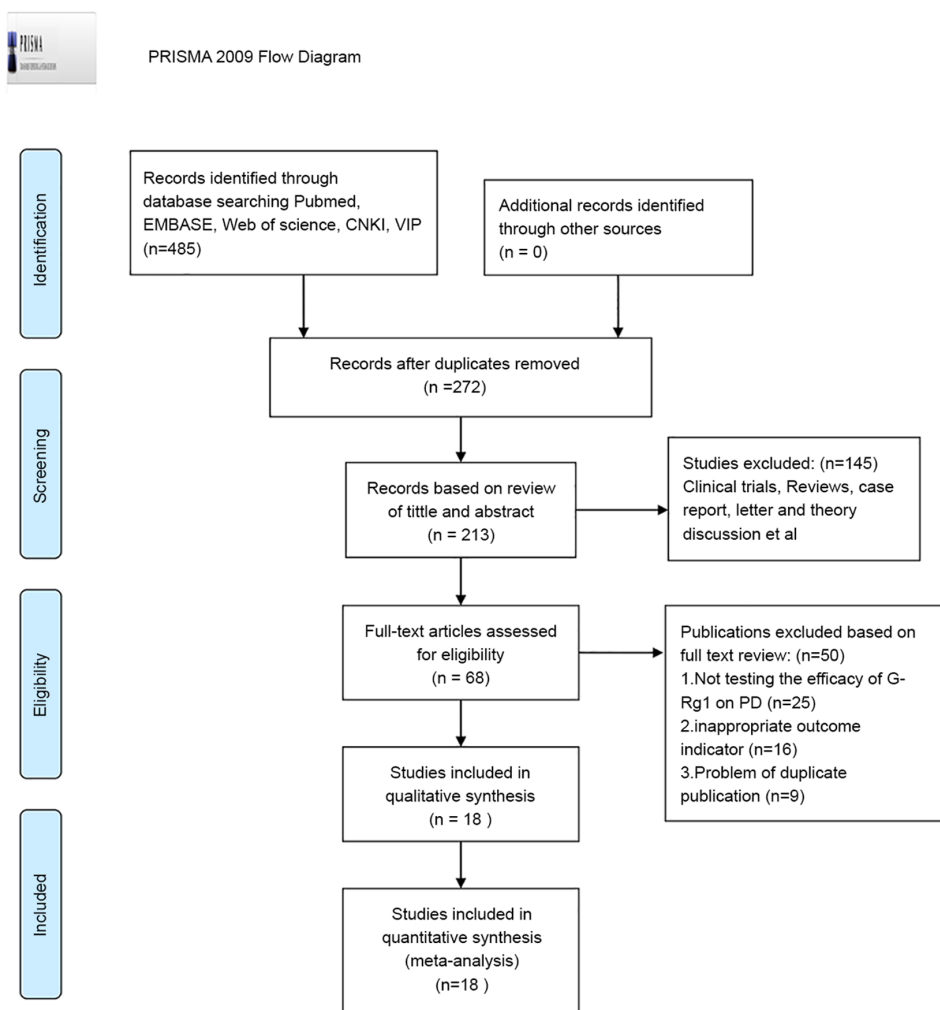 PRISMA
PRISMA 2009 Flow Diagram
Identification
Records identified through
database searching Pubmed,
EMBASE, Web of science, CNKI, VIP
(n=485)
Additional records identified
through other sources
(n = 0)
Records after duplicates removed
(n =272)
Screening
Records based on review
of tittle and abstract
(n = 213)
Studies excluded: (n=145)
Clinical trials, Reviews, case
report, letter and theory
discussion et al
Eligibility
Full-text articles assessed
for eligibility
(n = 68)
Publications excluded based on
full text review: (n=50)
1.Not testing the efficacy of G-
Rg1 on PD (n=25)
2.inappropriate outcome
indicator (n=16)
3.Problem of duplicate
publication (n=9)
Studies included in
qualitative synthesis
(n = 18 )
Included
Studies included in
quantitative synthesis
(meta-analysis)
(n=18 )